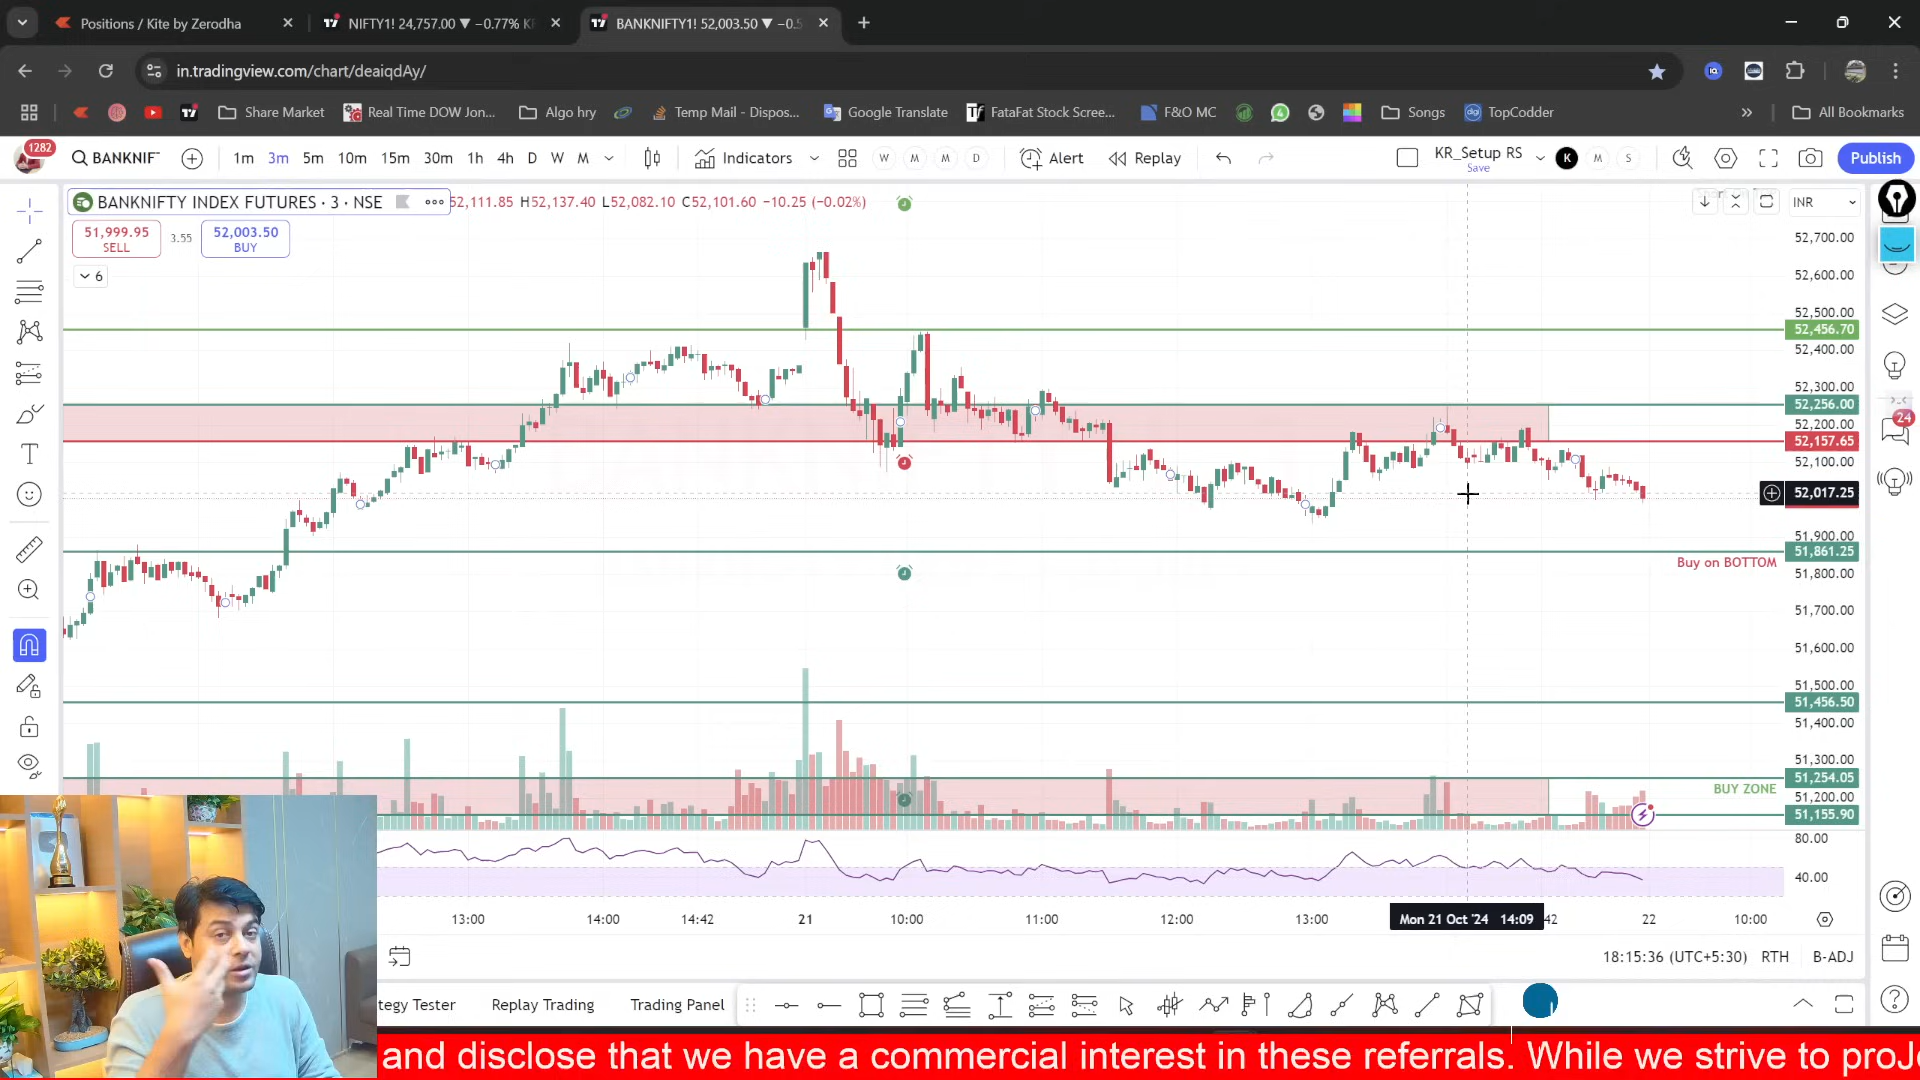 Positions / Kite by Zerodha
NIFTY1! 24,757.00 ▼ −0.77%
BANKNIFTY1! 52,003.50 ▼ −0.5
in.tradingview.com/chart/deaiqdAy/
Share Market
Real Time DOW Jon...
Algo hry
Temp Mail - Dispos...
Google Translate
FataFat Stock Scree...
F&O MC
Songs
TopCoder
All Bookmarks
1282
BANKNIF
1m 3m 5m 10m 15m 30m 1h 4h D W M
Indicators
W M M D
Alert
Replay
KR_Setup RS
Save
K M S
Publish
BANKNIFTY INDEX FUTURES · 3 · NSE
52,111.85 H52,137.40 L52,082.10 C52,101.60 −10.25 (−0.02%)
INR
51,999.95
SELL
3.55
52,003.50
BUY
6
52,700.00
52,600.00
52,500.00
52,456.70
52,400.00
52,300.00
52,256.00
52,200.00
52,157.65
52,100.00
52,017.25
51,900.00
51,861.25
Buy on BOTTOM
51,800.00
51,700.00
51,600.00
51,500.00
51,456.50
51,400.00
51,300.00
51,254.05
BUY ZONE
51,200.00
51,155.90
80.00
40.00
24
13:00 14:00 14:42 21 10:00 11:00 12:00 13:00 Mon 21 Oct '24 14:09 42 22 10:00
18:15:36 (UTC+5:30) RTH B-ADJ
tegy Tester
Replay Trading
Trading Panel
and disclose that we have a commercial interest in these referrals. While we strive to pro